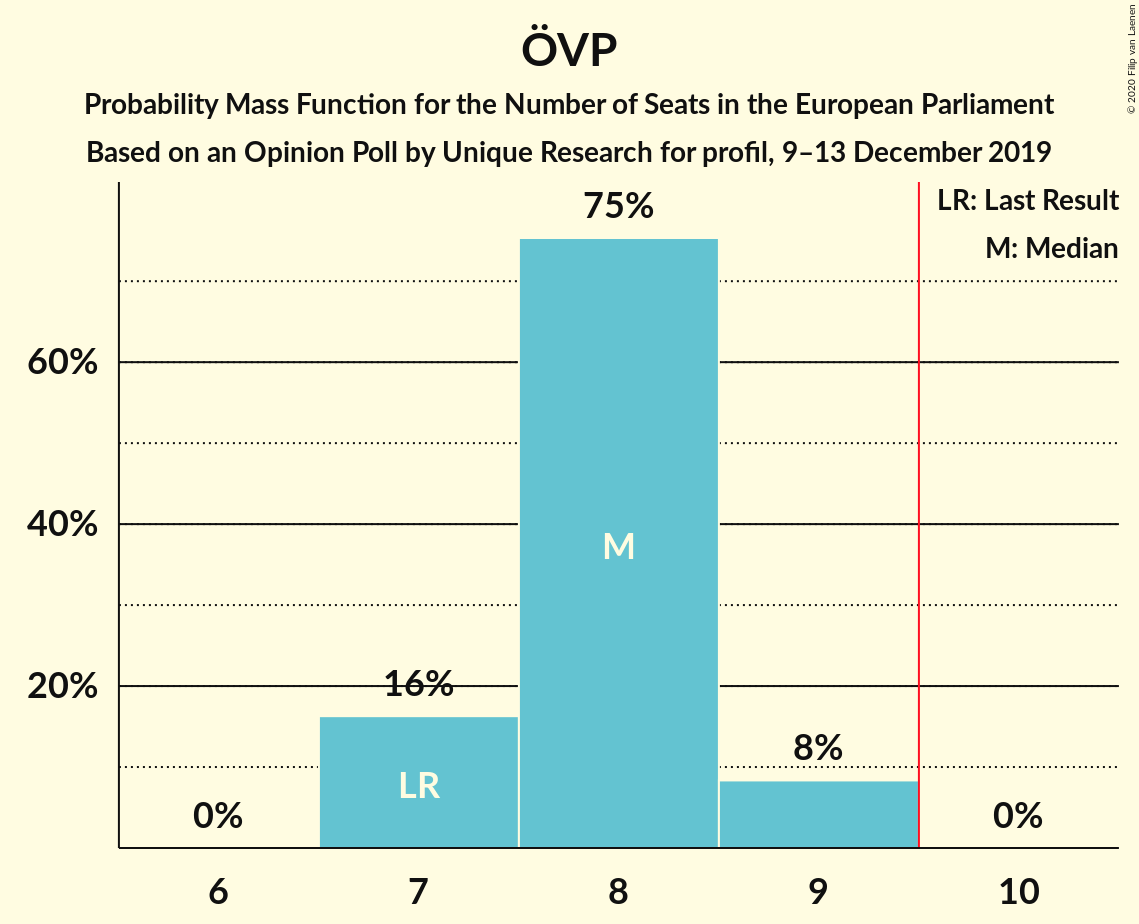 ÖVP
Probability Mass Function for the Number of Seats in the European Parliament
Based on an Opinion Poll by Unique Research for profil, 9–13 December 2019
© 2020 Filip van Laenen
LR: Last Result
M: Median
75%
60%
40%
M
20%
16%
8%
LR
0%
0%
6
7
8
9
10